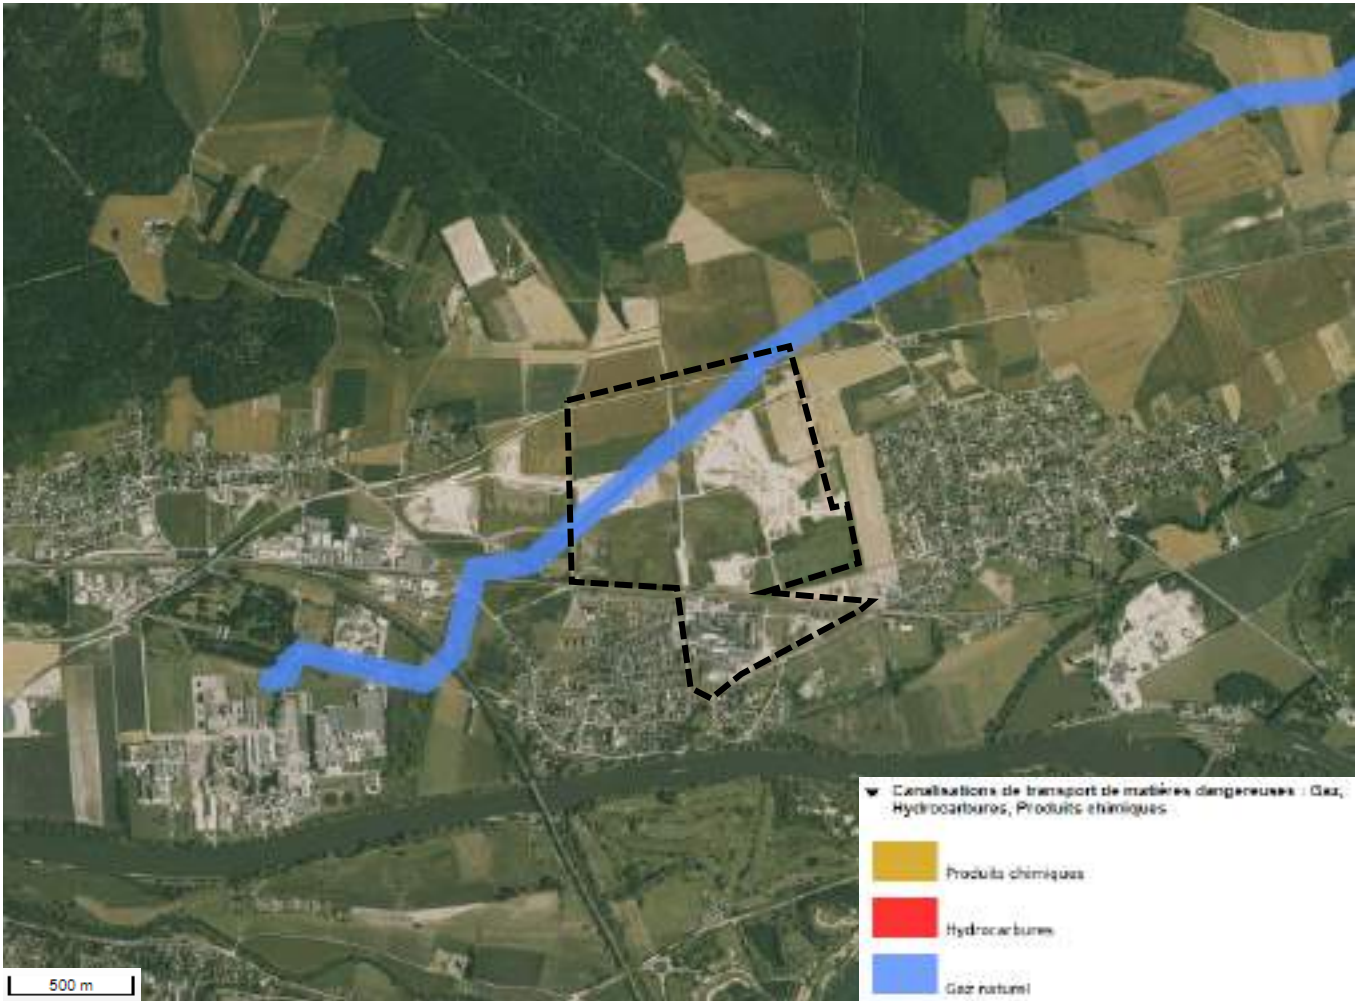 ▼ Canalisations de transport de matières dangereuses : Gaz,
Hydrocarbures, Produits chimiques
Produits chimiques
Hydrocarbures
Gaz naturel
500 m